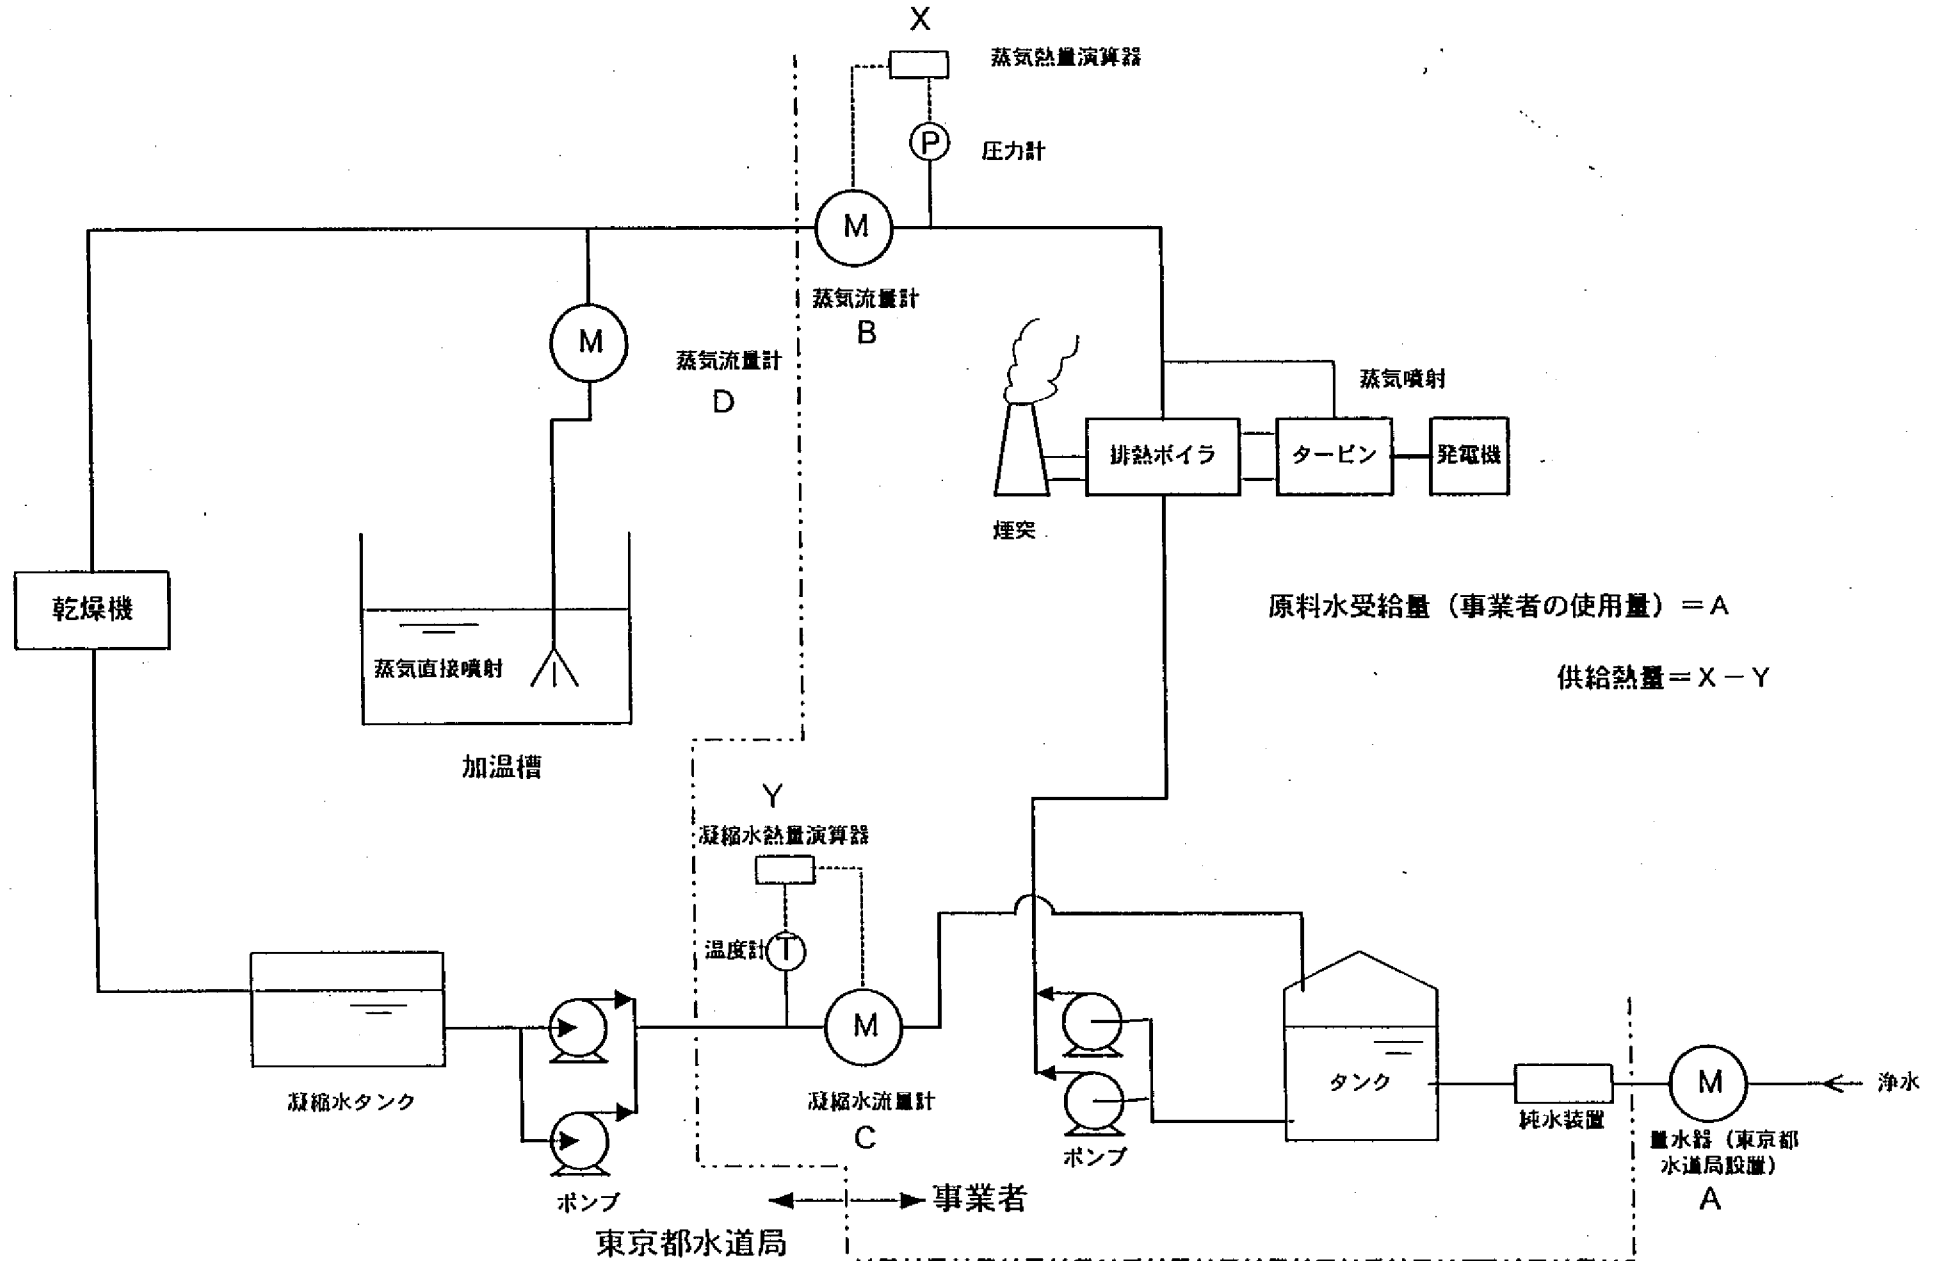 X
蒸気熱量演算器
P
圧力計
M
蒸気流量計
B
M
蒸気流量計
D
蒸気噴射
排熱ボイラ
タービン
発電機
煙突
乾燥機
蒸気直接噴射
加温槽
原料水受給量（事業者の使用量）＝A
供給熱量＝X－Y
Y
凝縮水熱量演算器
温度計
T
M
凝縮水流量計
C
凝縮水タンク
ポンプ
ポンプ
タンク
純水装置
M
浄水
量水器（東京都
水道局設置）
A
事業者
東京都水道局